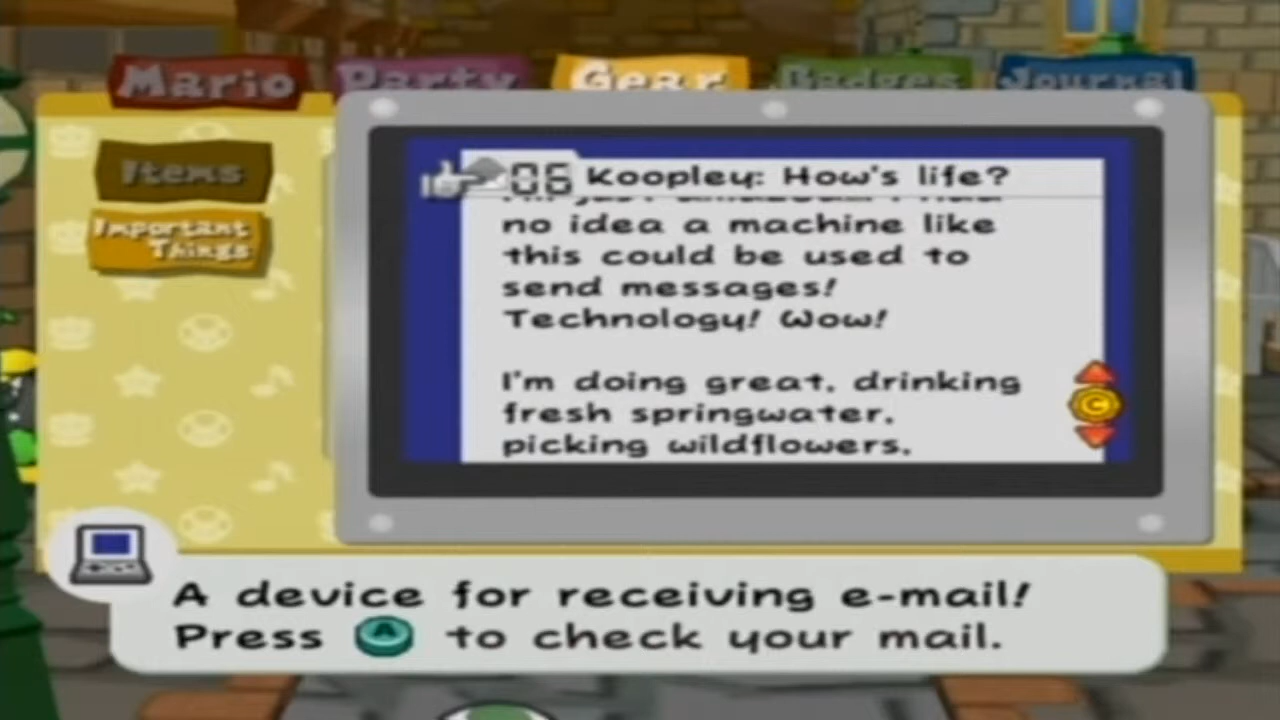 Mario Party Gear Badges Journal
Items
Important
Things
06 Koopley: How's life?
no idea a machine like
this could be used to
send messages!
Technology! Wow!
I'm doing great, drinking
fresh springwater,
picking wildflowers.
C
A device for receiving e-mail!
Press A to check your mail.